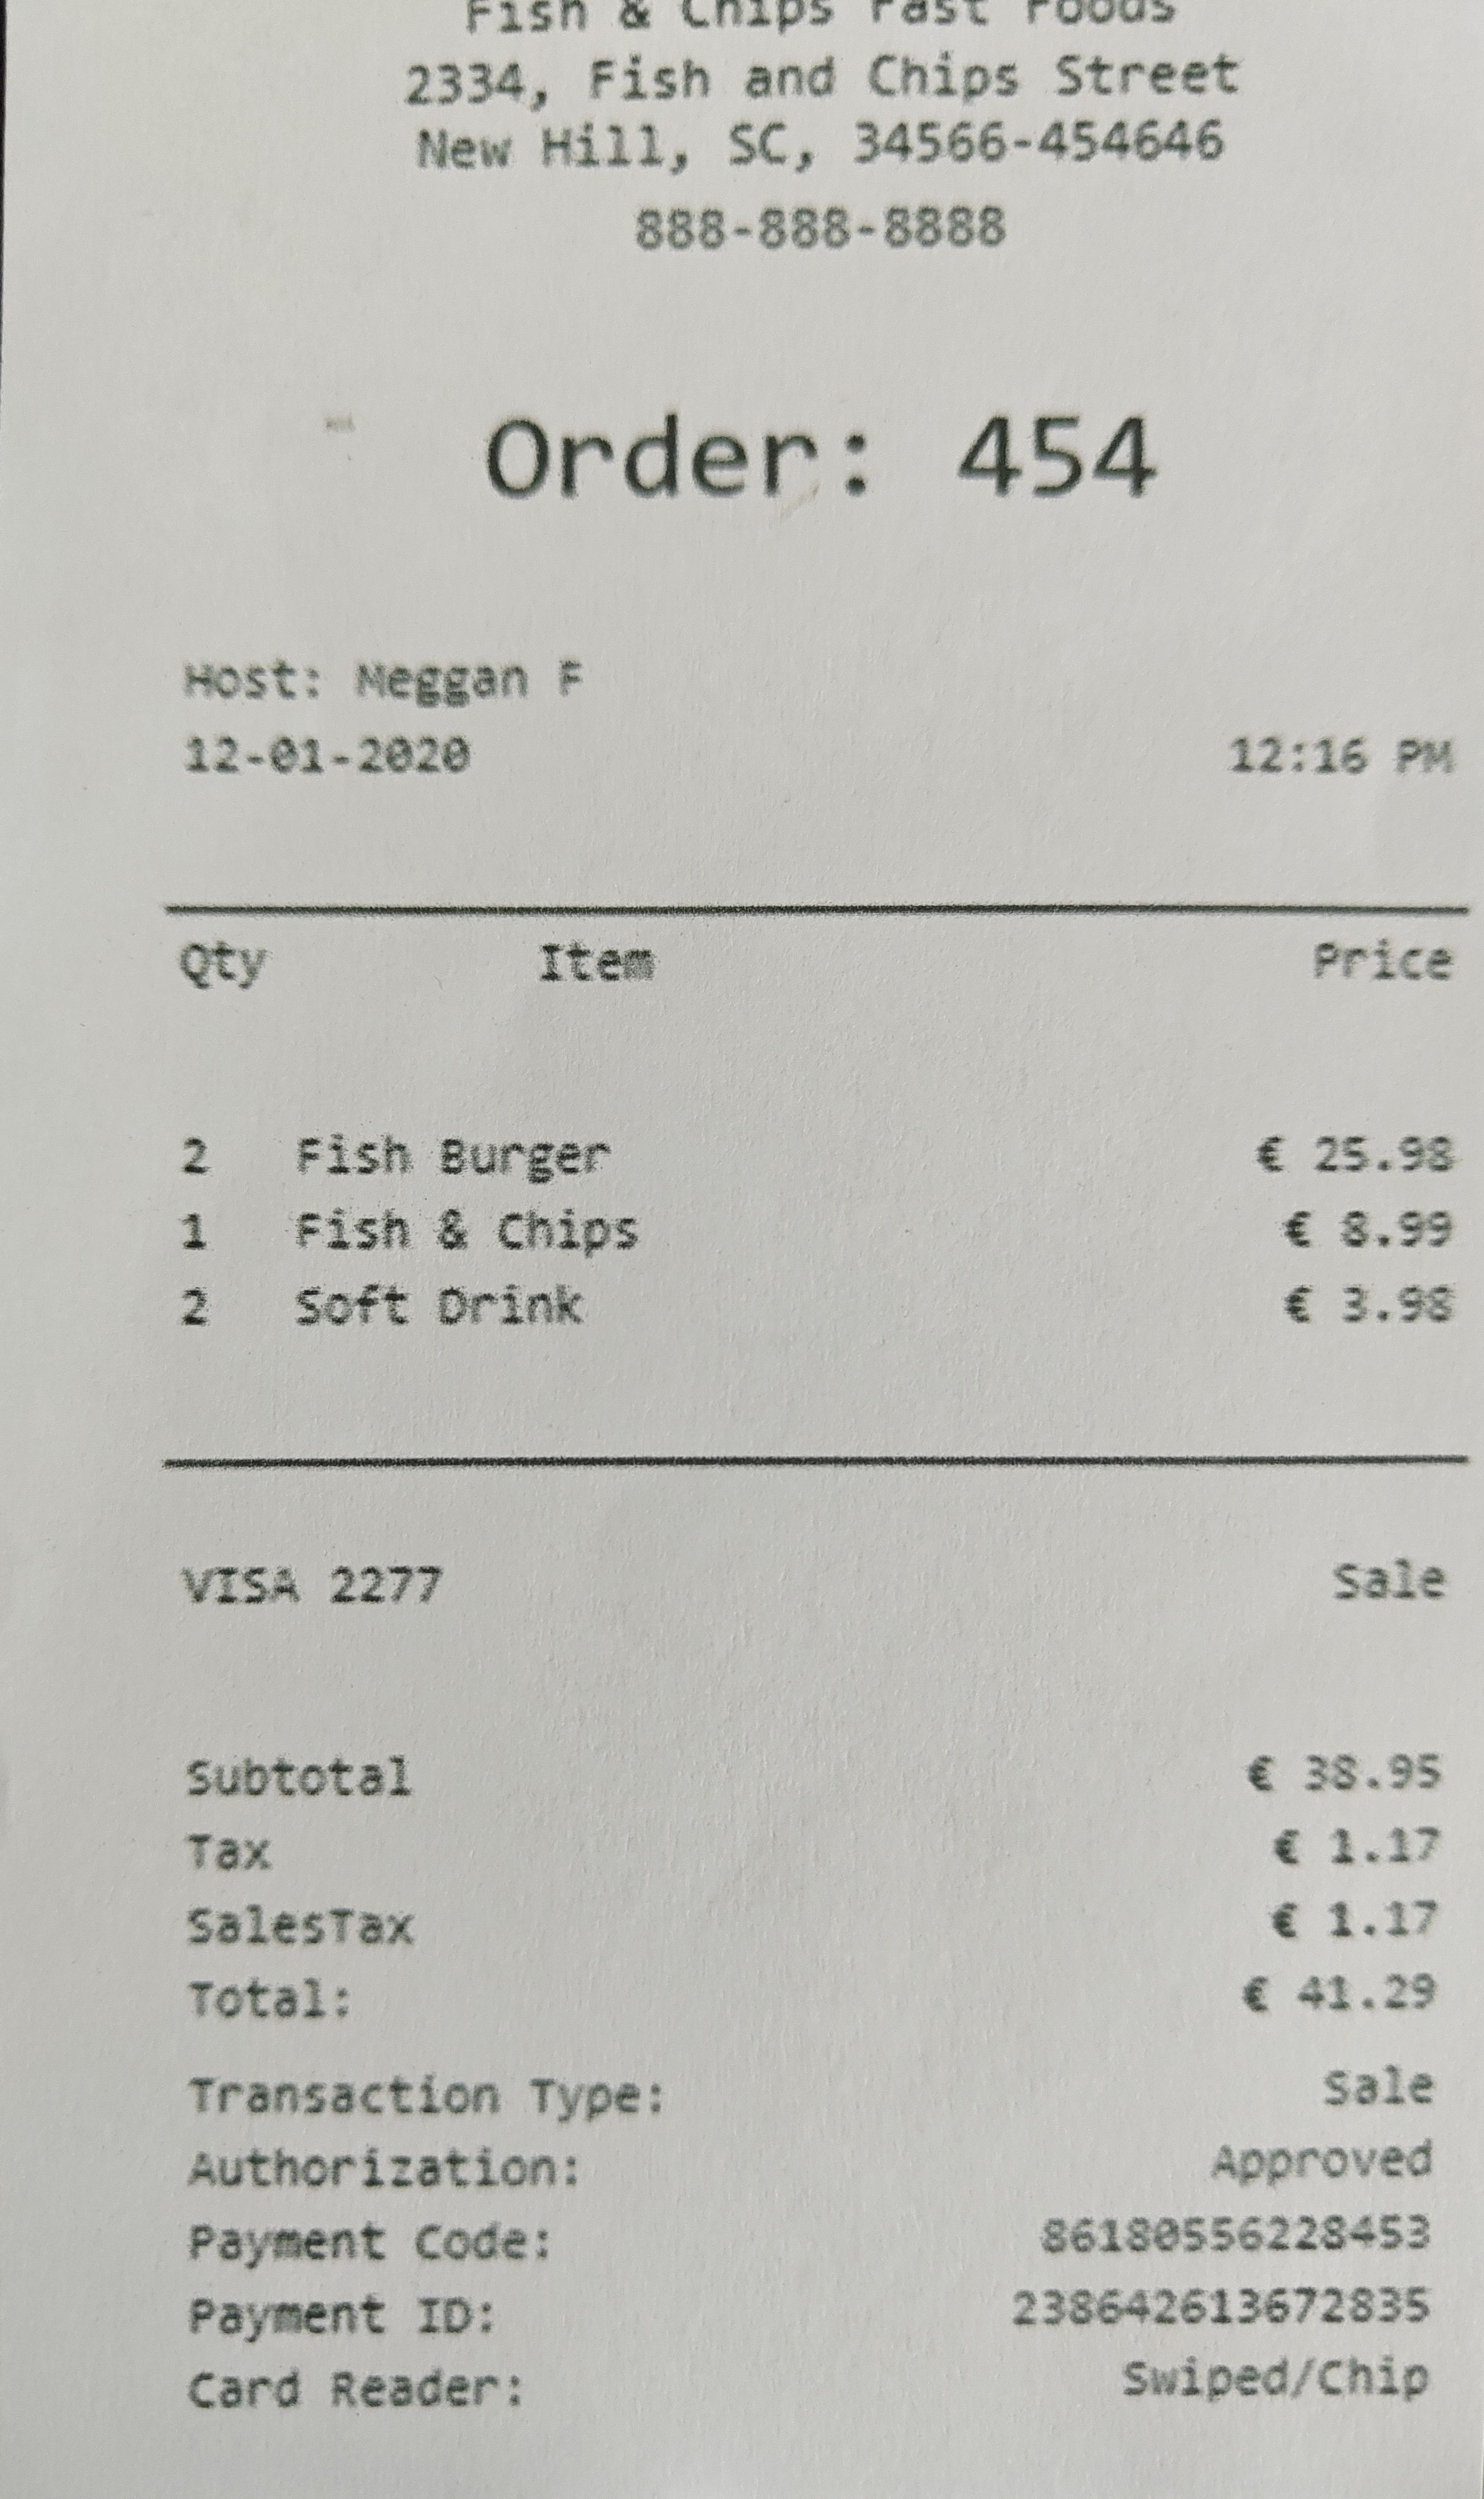 Fish & Chips Fast Foods
2334, Fish and Chips Street
New Hill, SC, 34566-454646
888-888-8888
Order: 454
Host: Meggan F
12-01-2020 12:16 PM
Qty Item Price
2 Fish Burger € 25.98
1 Fish & Chips € 8.99
2 Soft Drink € 3.98
VISA 2277 Sale
Subtotal € 38.95
Tax € 1.17
SalesTax € 1.17
Total: € 41.29
Transaction Type: Sale
Authorization: Approved
Payment Code: 86180556228453
Payment ID: 238642613672835
Card Reader: Swiped/Chip